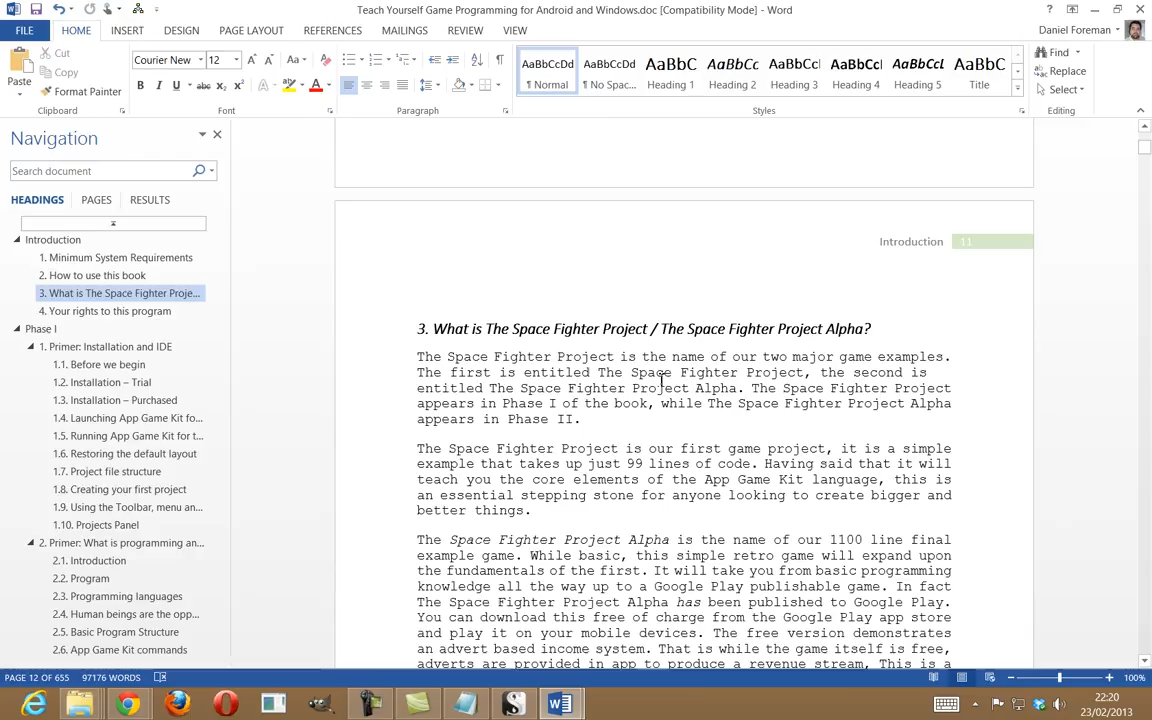 Teach Yourself Game Programming for Android and Windows.doc [Compatibility Mode] - Word
FILE HOME INSERT DESIGN PAGE LAYOUT REFERENCES MAILINGS REVIEW VIEW Daniel Foreman
Paste
Cut
Copy
Format Painter
Clipboard
Courier New 12
Font
Paragraph
AaBbCcDd AaBbCcDd AaBbC AaBbCc AaBbCcl AaBbCcl AaBbCcL AaBbC
¶ Normal ¶ No Spac... Heading 1 Heading 2 Heading 3 Heading 4 Heading 5 Title
Styles
Find
Replace
Select
Editing
Navigation
Search document
HEADINGS PAGES RESULTS
Introduction
1. Minimum System Requirements
2. How to use this book
3. What is The Space Fighter Proje...
4. Your rights to this program
Phase I
1. Primer: Installation and IDE
1.1. Before we begin
1.2. Installation – Trial
1.3. Installation – Purchased
1.4. Launching App Game Kit fo...
1.5. Running App Game Kit for t...
1.6. Restoring the default layout
1.7. Project file structure
1.8. Creating your first project
1.9. Using the Toolbar, menu an...
1.10. Projects Panel
2. Primer: What is programming an...
2.1. Introduction
2.2. Program
2.3. Programming languages
2.4. Human beings are the opp...
2.5. Basic Program Structure
2.6. App Game Kit commands
Introduction 11
3. What is The Space Fighter Project / The Space Fighter Project Alpha?
The Space Fighter Project is the name of our two major game examples.
The first is entitled The Space Fighter Project, the second is
entitled The Space Fighter Project Alpha. The Space Fighter Project
appears in Phase I of the book, while The Space Fighter Project Alpha
appears in Phase II.
The Space Fighter Project is our first game project, it is a simple
example that takes up just 99 lines of code. Having said that it will
teach you the core elements of the App Game Kit language, this is
an essential stepping stone for anyone looking to create bigger and
better things.
The Space Fighter Project Alpha is the name of our 1100 line final
example game. While basic, this simple retro game will expand upon
the fundamentals of the first. It will take you from basic programming
knowledge all the way up to a Google Play publishable game. In fact
The Space Fighter Project Alpha has been published to Google Play.
You can download this free of charge from the Google Play app store
and play it on your mobile devices. The free version demonstrates
an advert based income system. That is while the game itself is free,
adverts are provided in app to produce a revenue stream, This is a
PAGE 12 OF 655 97176 WORDS 100%
22:20
23/02/2013